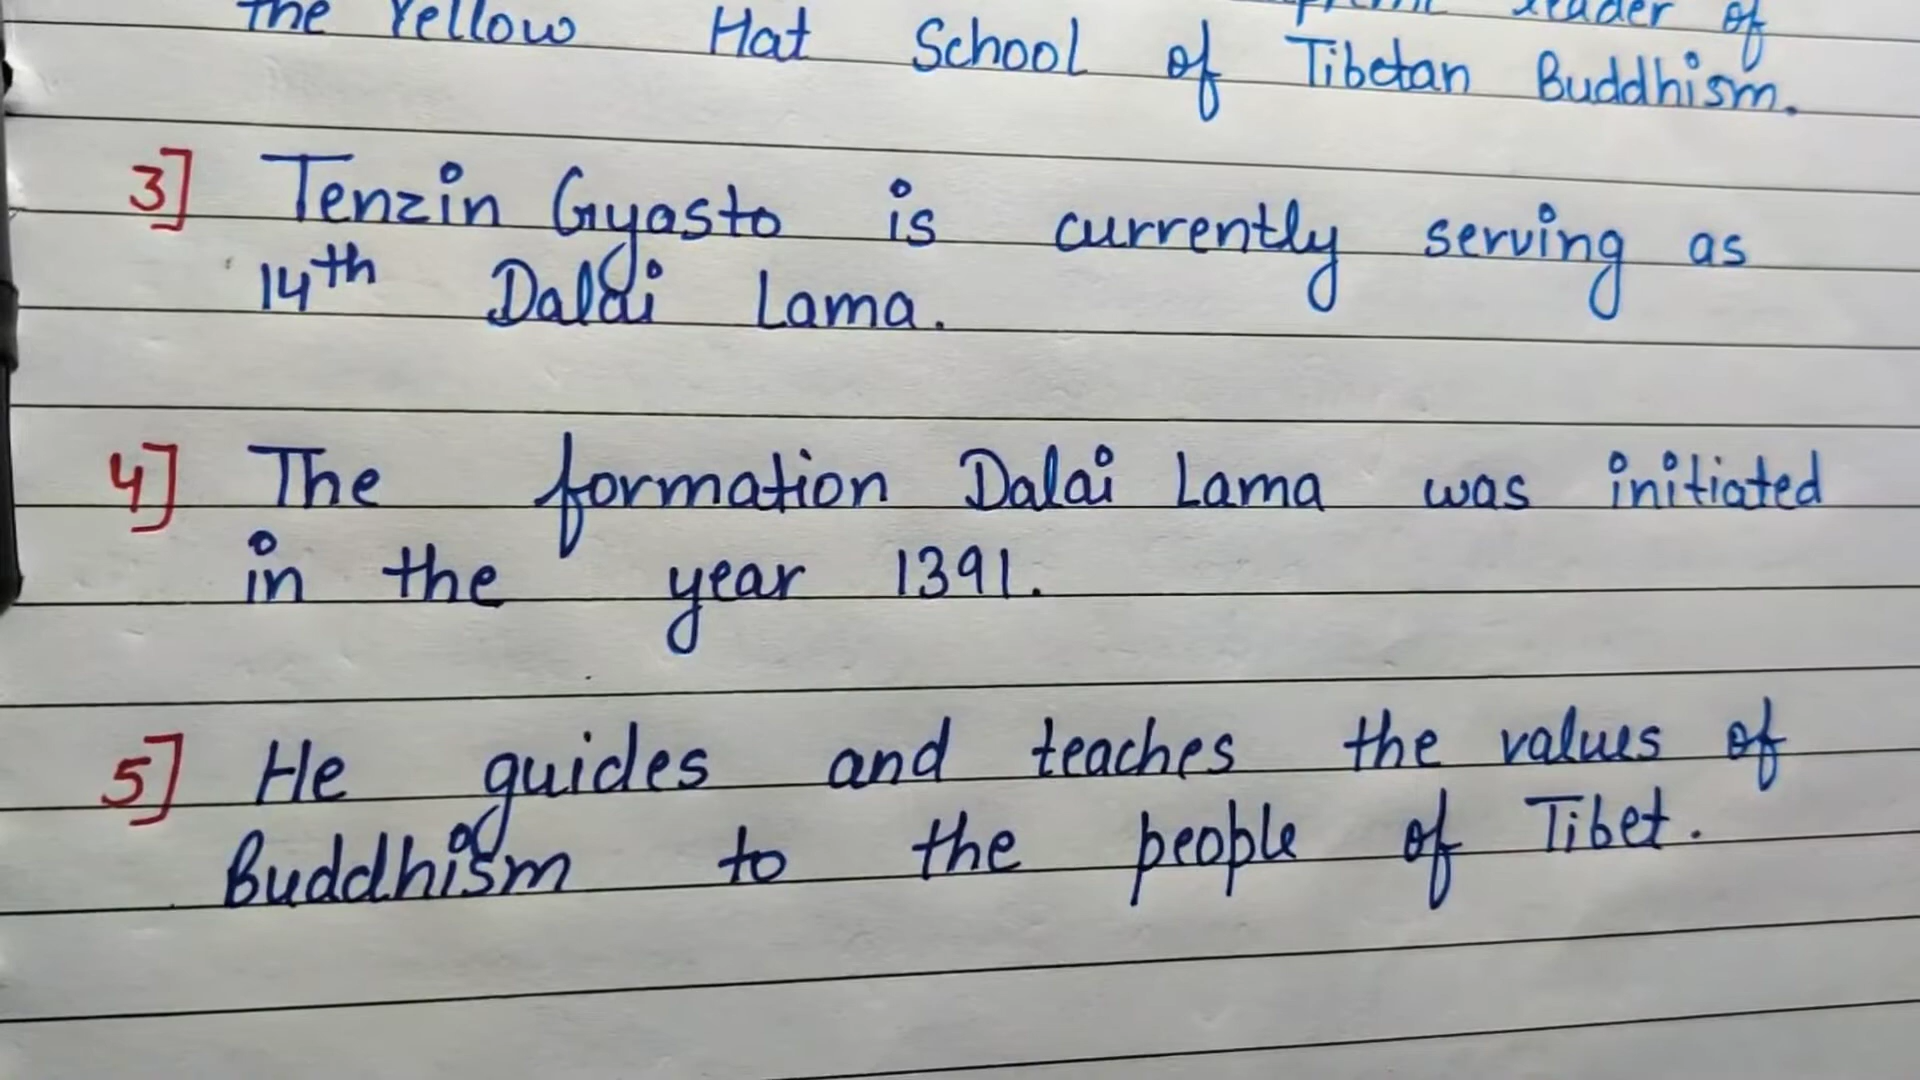 the Yellow Hat School of Tibetan Buddhism.
3] Tenzin Gyasto is currently serving as
14th Dalai Lama.
4] The formation Dalai Lama was initiated
in the year 1391.
5] He guides and teaches the values of
Buddhism to the people of Tibet.